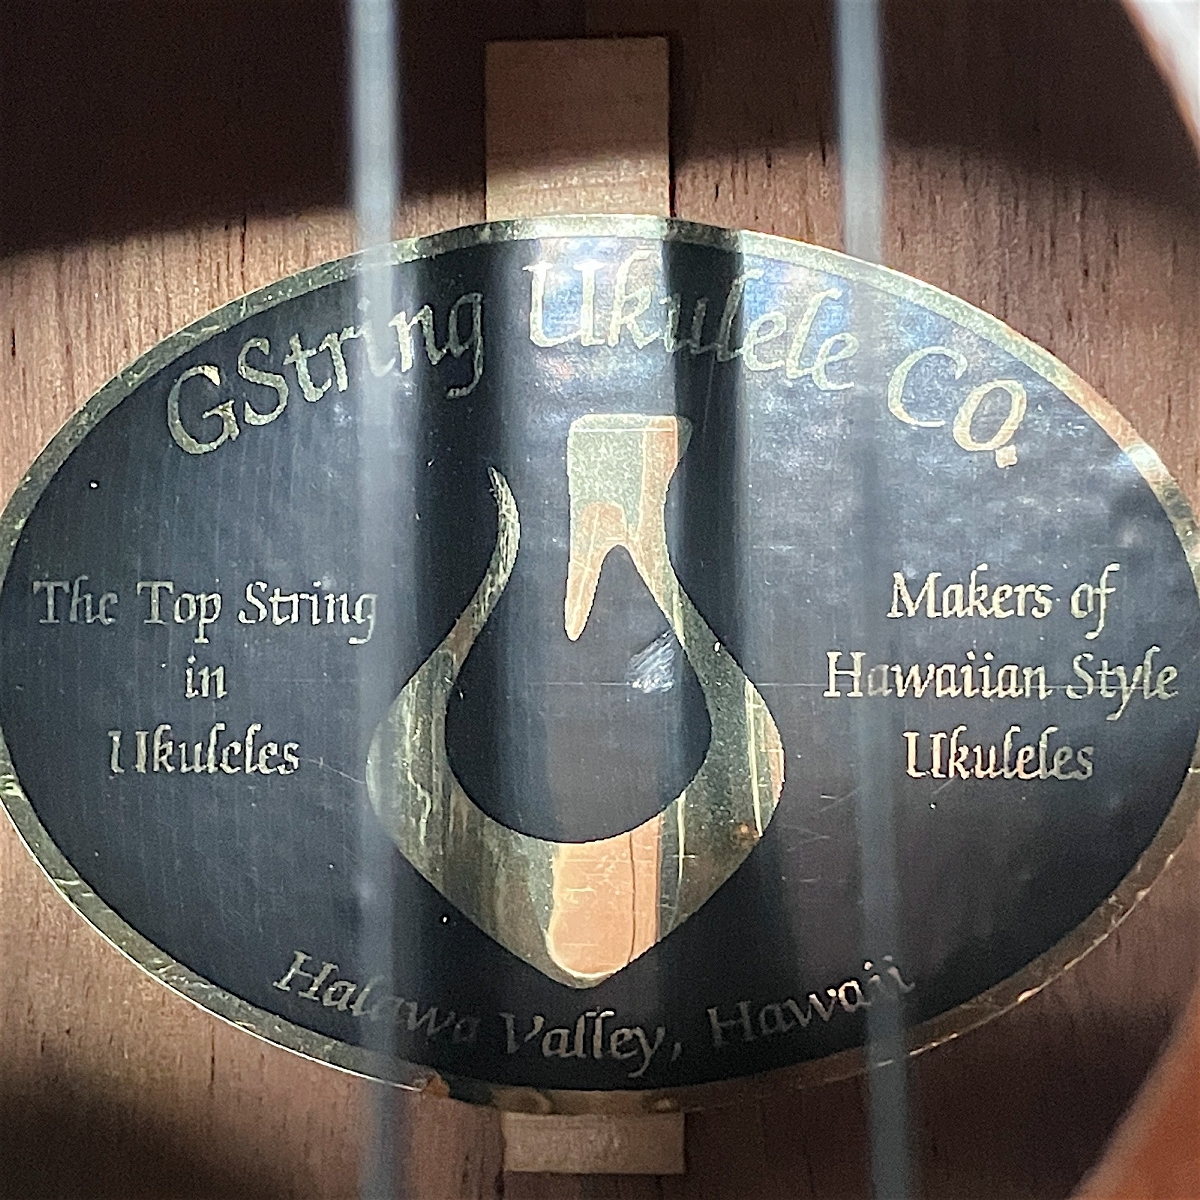 GString Ukulele Co.
The Top String
in
Ukuleles
Makers of
Hawaiian Style
Ukuleles
Halawa Valley, Hawaii